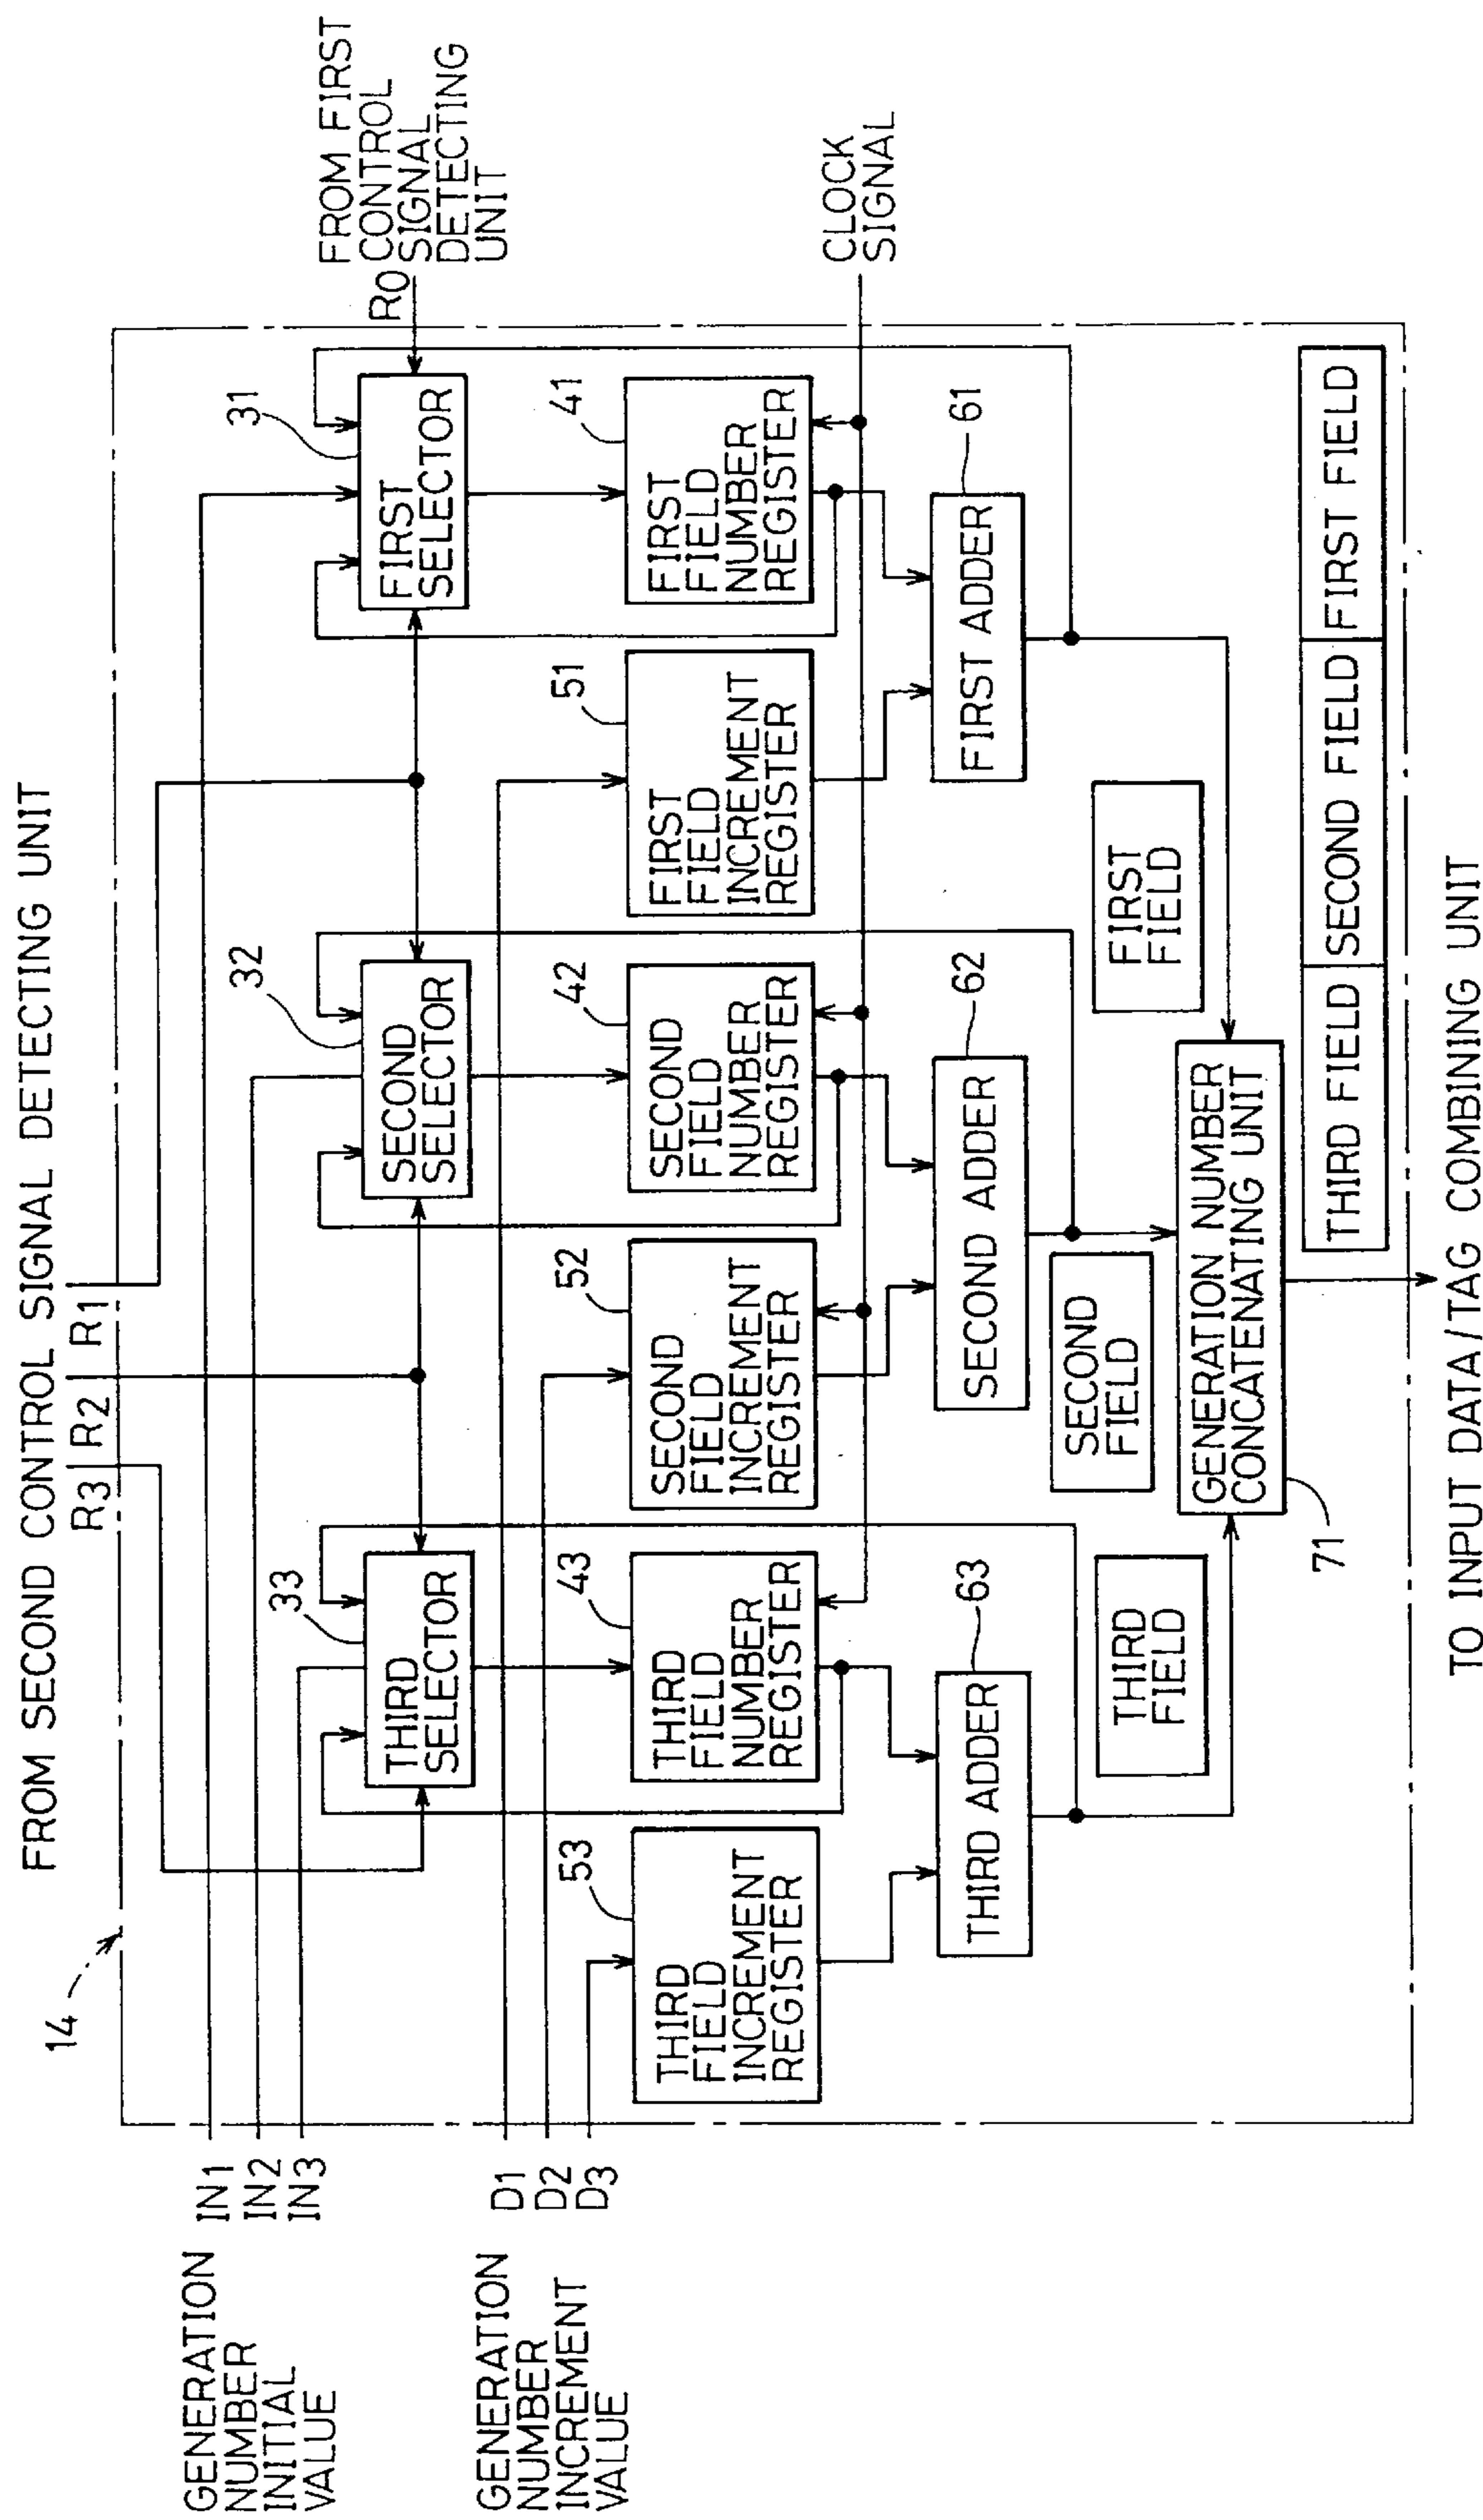 FROM SECOND CONTROL SIGNAL DETECTING UNIT
14
R3
R2
R1
GENERATION
NUMBER
INITIAL
VALUE
IN1
IN2
IN3
33
THIRD
SELECTOR
32
SECOND
SELECTOR
31
FIRST
SELECTOR
R0
FROM FIRST
CONTROL
SIGNAL
DETECTING
UNIT
GENERATION
NUMBER
INCREMENT
VALUE
D1
D2
D3
53
THIRD
FIELD
INCREMENT
REGISTER
43
THIRD
FIELD
NUMBER
REGISTER
52
SECOND
FIELD
INCREMENT
REGISTER
42
SECOND
FIELD
NUMBER
REGISTER
51
FIRST
FIELD
INCREMENT
REGISTER
41
FIRST
FIELD
NUMBER
REGISTER
CLOCK
SIGNAL
63
THIRD ADDER
62
SECOND ADDER
61
FIRST ADDER
THIRD
FIELD
SECOND
FIELD
FIRST
FIELD
71
GENERATION NUMBER
CONCATENATING UNIT
THIRD FIELD
SECOND FIELD
FIRST FIELD
TO INPUT DATA/TAG COMBINING UNIT